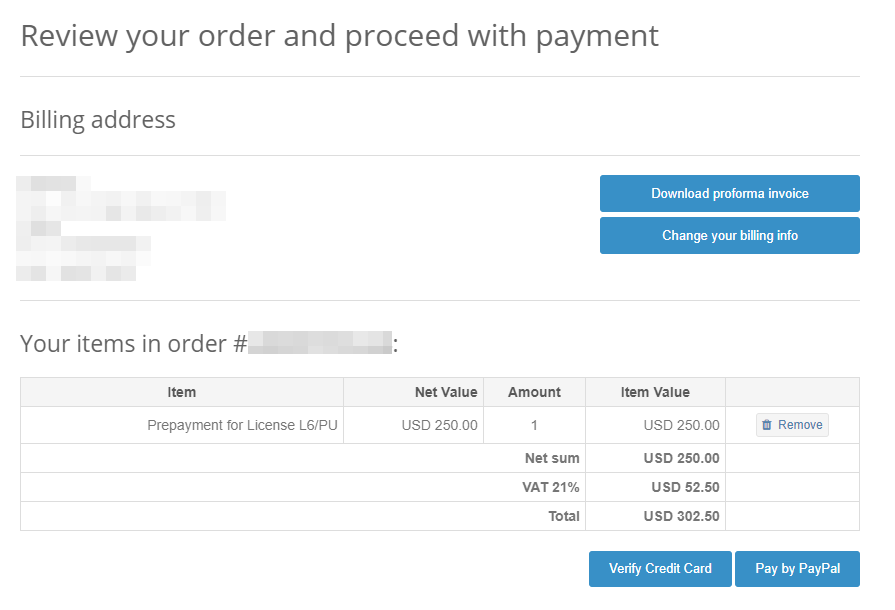 Review your order and proceed with payment
Billing address
Download proforma invoice
Change your billing info
Your items in order #:
Item Net Value Amount Item Value
Prepayment for License L6/PU USD 250.00 1 USD 250.00 Remove
Net sum USD 250.00
VAT 21% USD 52.50
Total USD 302.50
Verify Credit Card Pay by PayPal